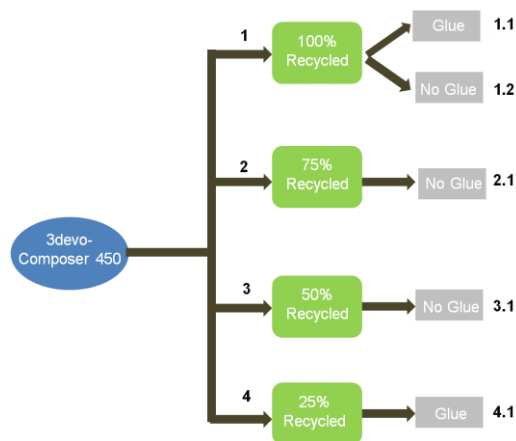 1
100%
Recycled
Glue
1.1
No Glue
1.2
2
75%
Recycled
No Glue
2.1
3devo-
Composer 450
3
50%
Recycled
No Glue
3.1
4
25%
Recycled
Glue
4.1